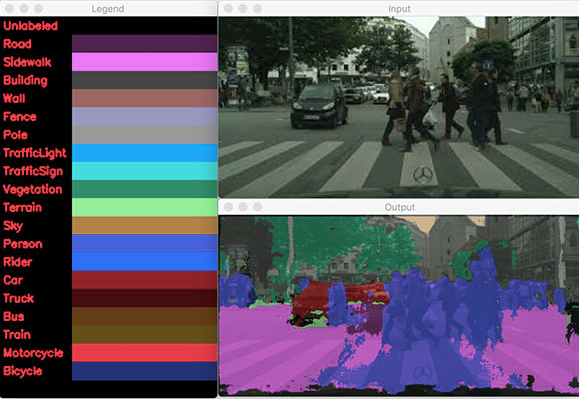 Legend
Unlabeled
Road
Sidewalk
Building
Wall
Fence
Pole
TrafficLight
TrafficSign
Vegetation
Terrain
Sky
Person
Rider
Car
Truck
Bus
Train
Motorcycle
Bicycle
Input
Output